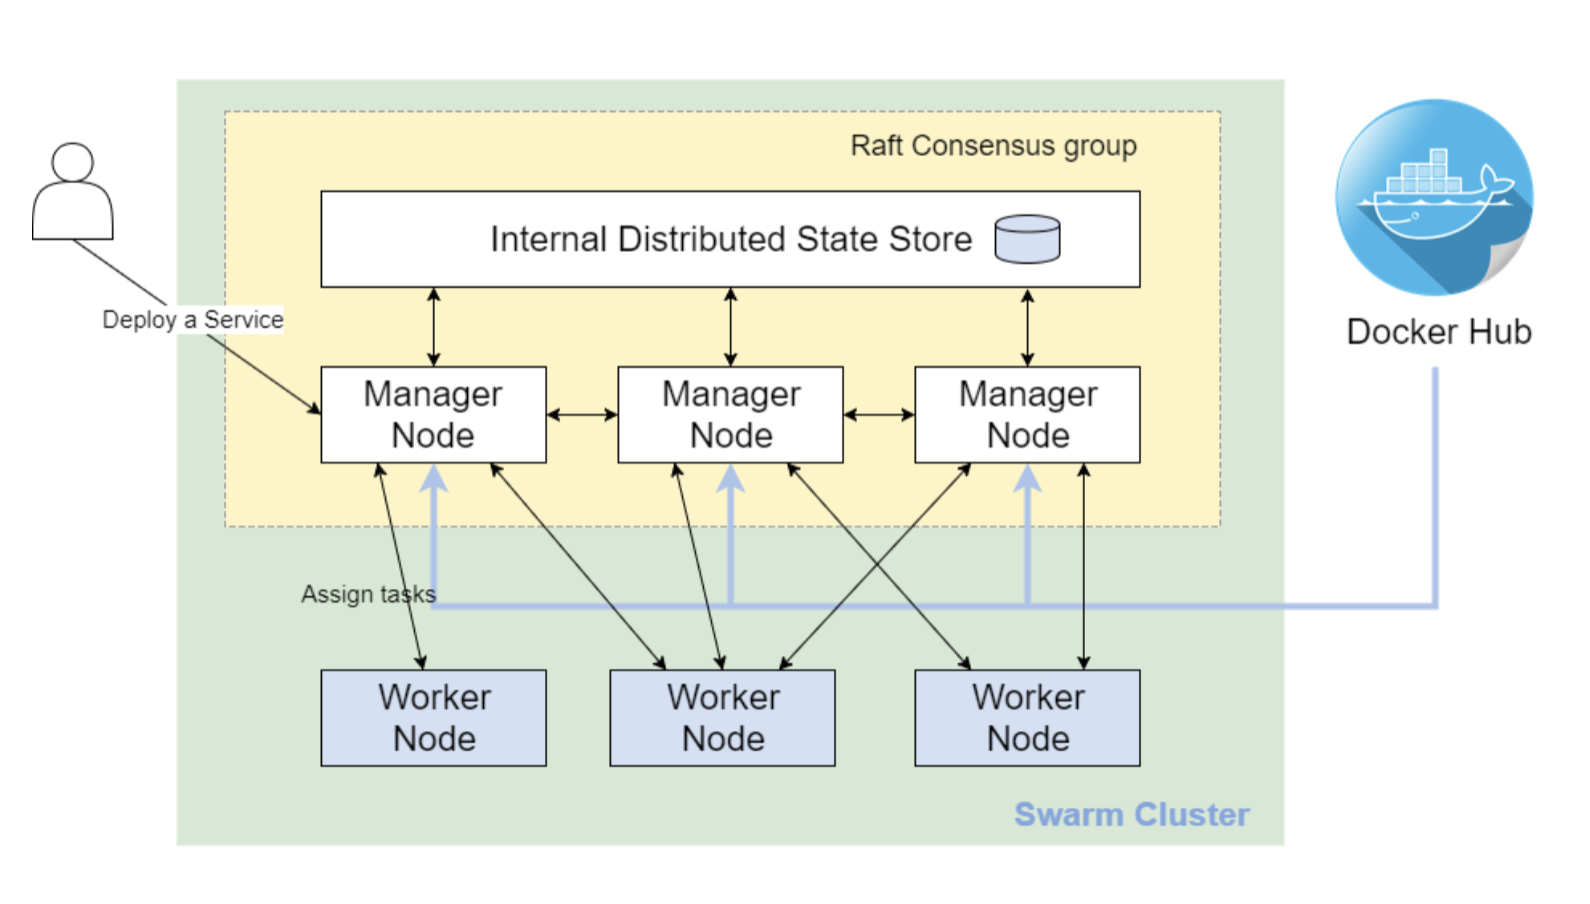 Raft Consensus group
Internal Distributed State Store
Docker Hub
Deploy a Service
Manager
Node
Manager
Node
Manager
Node
Assign tasks
Worker
Node
Worker
Node
Worker
Node
Swarm Cluster